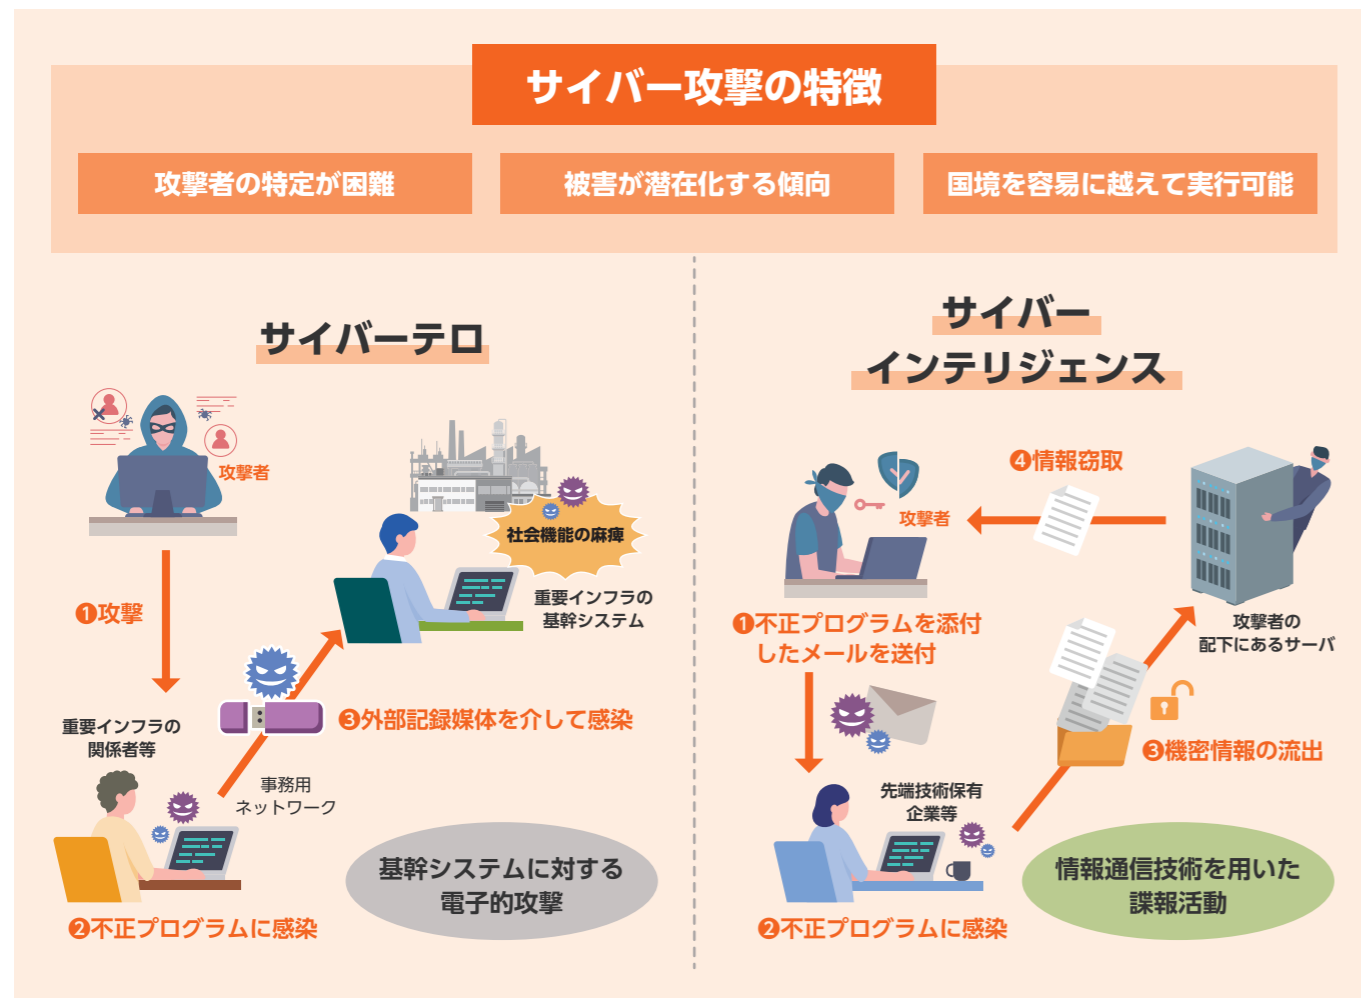 サイバー攻撃の特徴
攻撃者の特定が困難
被害が潜在化する傾向
国境を容易に越えて実行可能
サイバーテロ
攻撃者
❶攻撃
重要インフラの
関係者等
❷不正プログラムに感染
事務用
ネットワーク
❸外部記録媒体を介して感染
社会機能の麻痺
重要インフラの
基幹システム
基幹システムに対する
電子的攻撃
サイバー
インテリジェンス
攻撃者
❶不正プログラムを添付
したメールを送付
先端技術保有
企業等
❷不正プログラムに感染
❸機密情報の流出
攻撃者の
配下にあるサーバ
❹情報窃取
情報通信技術を用いた
諜報活動